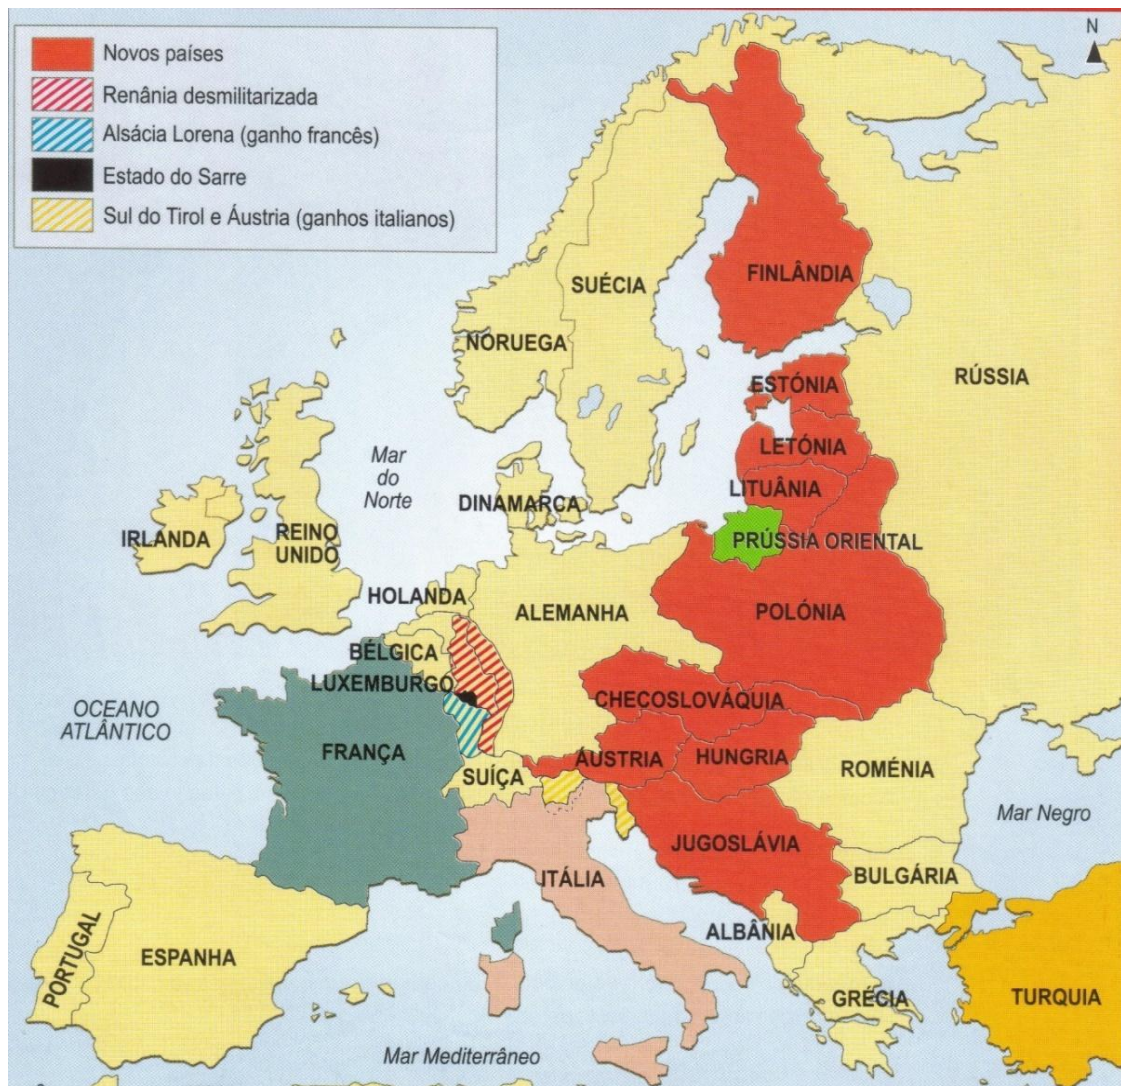 Novos países
Renânia desmilitarizada
Alsácia Lorena (ganho francês)
Estado do Sarre
Sul do Tirol e Áustria (ganhos italianos)
N
FINLÂNDIA
SUÉCIA
NORUEGA
RÚSSIA
ESTÓNIA
LETÓNIA
Mar
do
Norte
LITUÂNIA
DINAMARCA
IRLANDA
REINO
UNIDO
PRÚSSIA ORIENTAL
HOLANDA
ALEMANHA
POLÓNIA
BÉLGICA
LUXEMBURGO
CHECOSLOVÁQUIA
OCEANO
ATLÂNTICO
FRANÇA
ÁUSTRIA
HUNGRIA
SUÍÇA
ROMÉNIA
Mar Negro
JUGOSLÁVIA
ITÁLIA
BULGÁRIA
ALBÂNIA
PORTUGAL
ESPANHA
GRÉCIA
TURQUIA
Mar Mediterrâneo